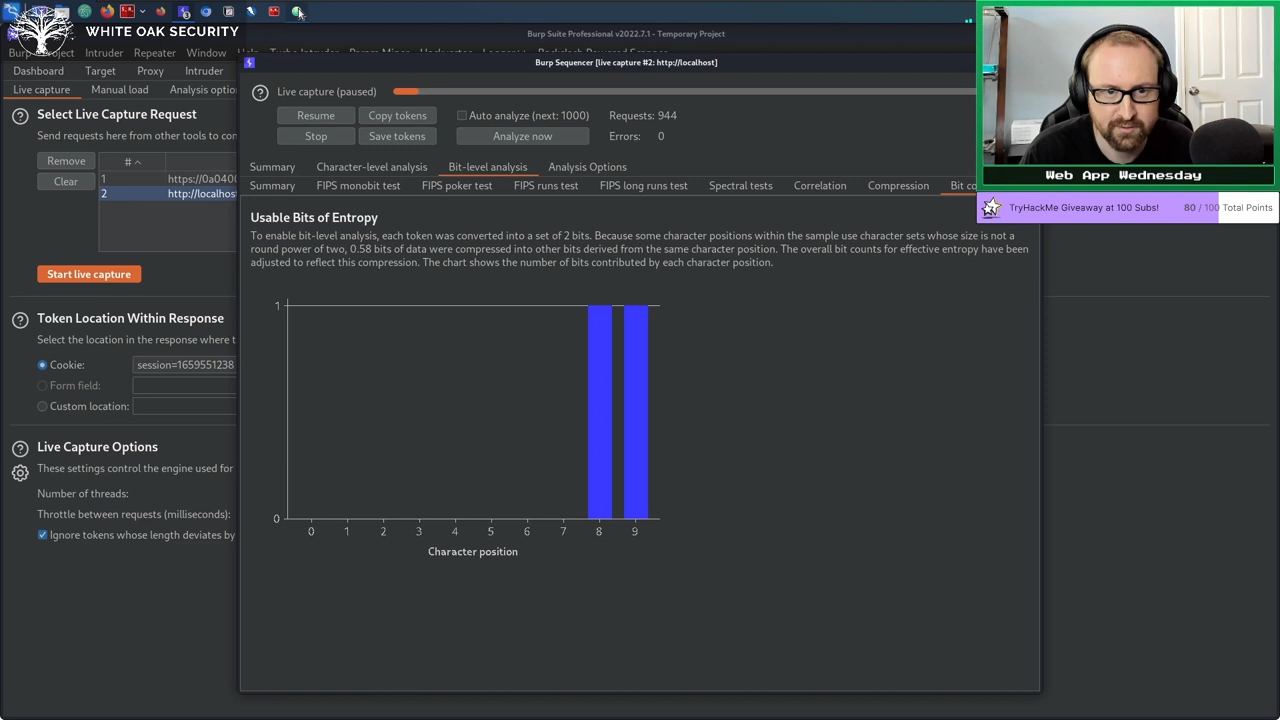 WHITE OAK SECURITY
Burp Suite Professional v2022.7.1 - Temporary Project
Burp Project Intruder Repeater Window
Burp Sequencer [live capture #2: http://localhost]
Dashboard Target Proxy Intruder
Live capture Manual load Analysis optio
Select Live Capture Request
Send requests here from other tools to con
Remove
Clear
#
1 https://0a0400
2 http://localhost
Start live capture
Token Location Within Response
Select the location in the response where t
Cookie: session=1659551238
Form field:
Custom location:
Live Capture Options
These settings control the engine used for
Number of threads:
Throttle between requests (milliseconds):
Ignore tokens whose length deviates by
Live capture (paused)
Resume Copy tokens Auto analyze (next: 1000) Requests: 944
Stop Save tokens Analyze now Errors: 0
Summary Character-level analysis Bit-level analysis Analysis Options
Summary FIPS monobit test FIPS poker test FIPS runs test FIPS long runs test Spectral tests Correlation Compression Bit co
Usable Bits of Entropy
To enable bit-level analysis, each token was converted into a set of 2 bits. Because some character positions within the sample use character sets whose size is not a
round power of two, 0.58 bits of data were compressed into other bits derived from the same character position. The overall bit counts for effective entropy have been
adjusted to reflect this compression. The chart shows the number of bits contributed by each character position.
1
0
0 1 2 3 4 5 6 7 8 9
Character position
Web App Wednesday
TryHackMe Giveaway at 100 Subs! 80 / 100 Total Points